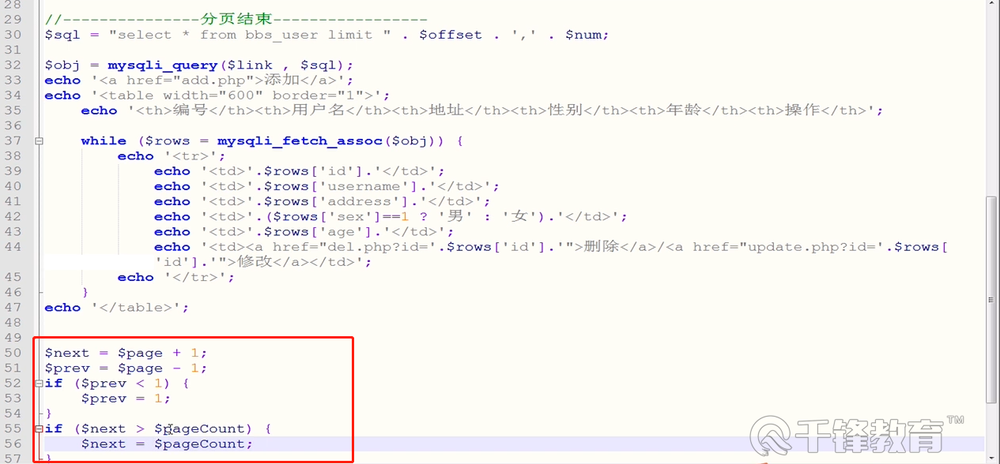 28
29 //---------------分页结束-----------------
30 $sql = "select * from bbs_user limit " . $offset . ',' . $num;
31
32 $obj = mysqli_query($link , $sql);
33 echo '<a href="add.php">添加</a>';
34 echo '<table width="600" border="1">';
35 echo '<th>编号</th><th>用户名</th><th>地址</th><th>性别</th><th>年龄</th><th>操作</th>';
36
37 while ($rows = mysqli_fetch_assoc($obj)) {
38 echo '<tr>';
39 echo '<td>'.$rows['id'].'</td>';
40 echo '<td>'.$rows['username'].'</td>';
41 echo '<td>'.$rows['address'].'</td>';
42 echo '<td>'.($rows['sex']==1 ? '男' : '女').'</td>';
43 echo '<td>'.$rows['age'].'</td>';
44 echo '<td><a href="del.php?id='.$rows['id'].'">删除</a>/<a href="update.php?id='.$rows[
'id'].'">修改</a></td>';
45 echo '</tr>';
46 }
47 echo '</table>';
48
49
50 $next = $page + 1;
51 $prev = $page - 1;
52 if ($prev < 1) {
53 $prev = 1;
54 }
55 if ($next > $pageCount) {
56 $next = $pageCount;
57 }
千锋教育™